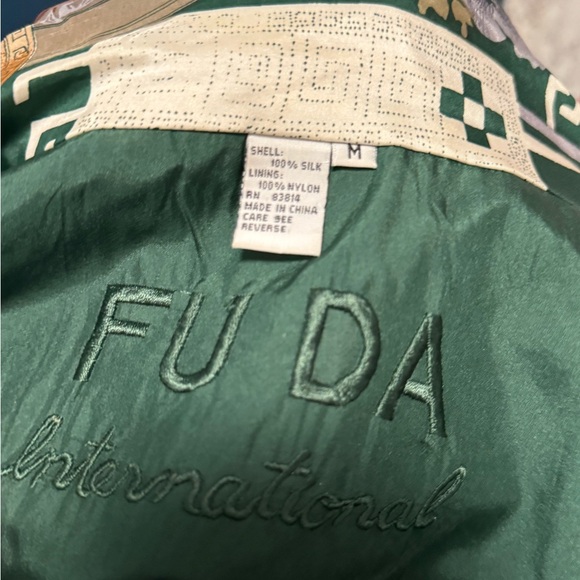 SHELL:
100% SILK
LINING:
100% NYLON
RN 83814
MADE IN CHINA
CARE SEE
REVERSE
M
FU DA
International